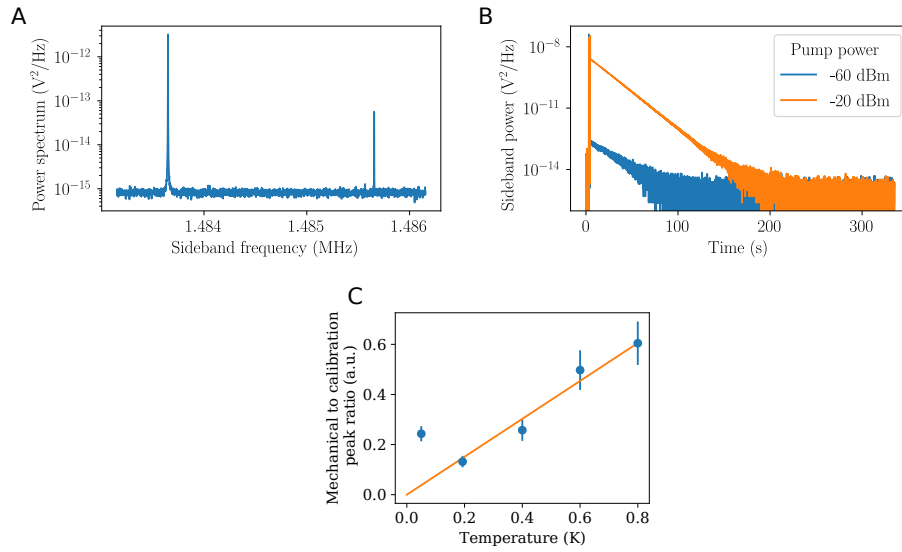 A
Power spectrum (V²/Hz)
10⁻¹²
10⁻¹³
10⁻¹⁴
10⁻¹⁵
1.484
1.485
1.486
Sideband frequency (MHz)
B
Sideband power (V²/Hz)
10⁻⁸
10⁻¹¹
10⁻¹⁴
0
100
200
300
Time (s)
Pump power
-60 dBm
-20 dBm
C
Mechanical to calibration
peak ratio (a.u.)
0.6
0.4
0.2
0.0
0.0
0.2
0.4
0.6
0.8
Temperature (K)